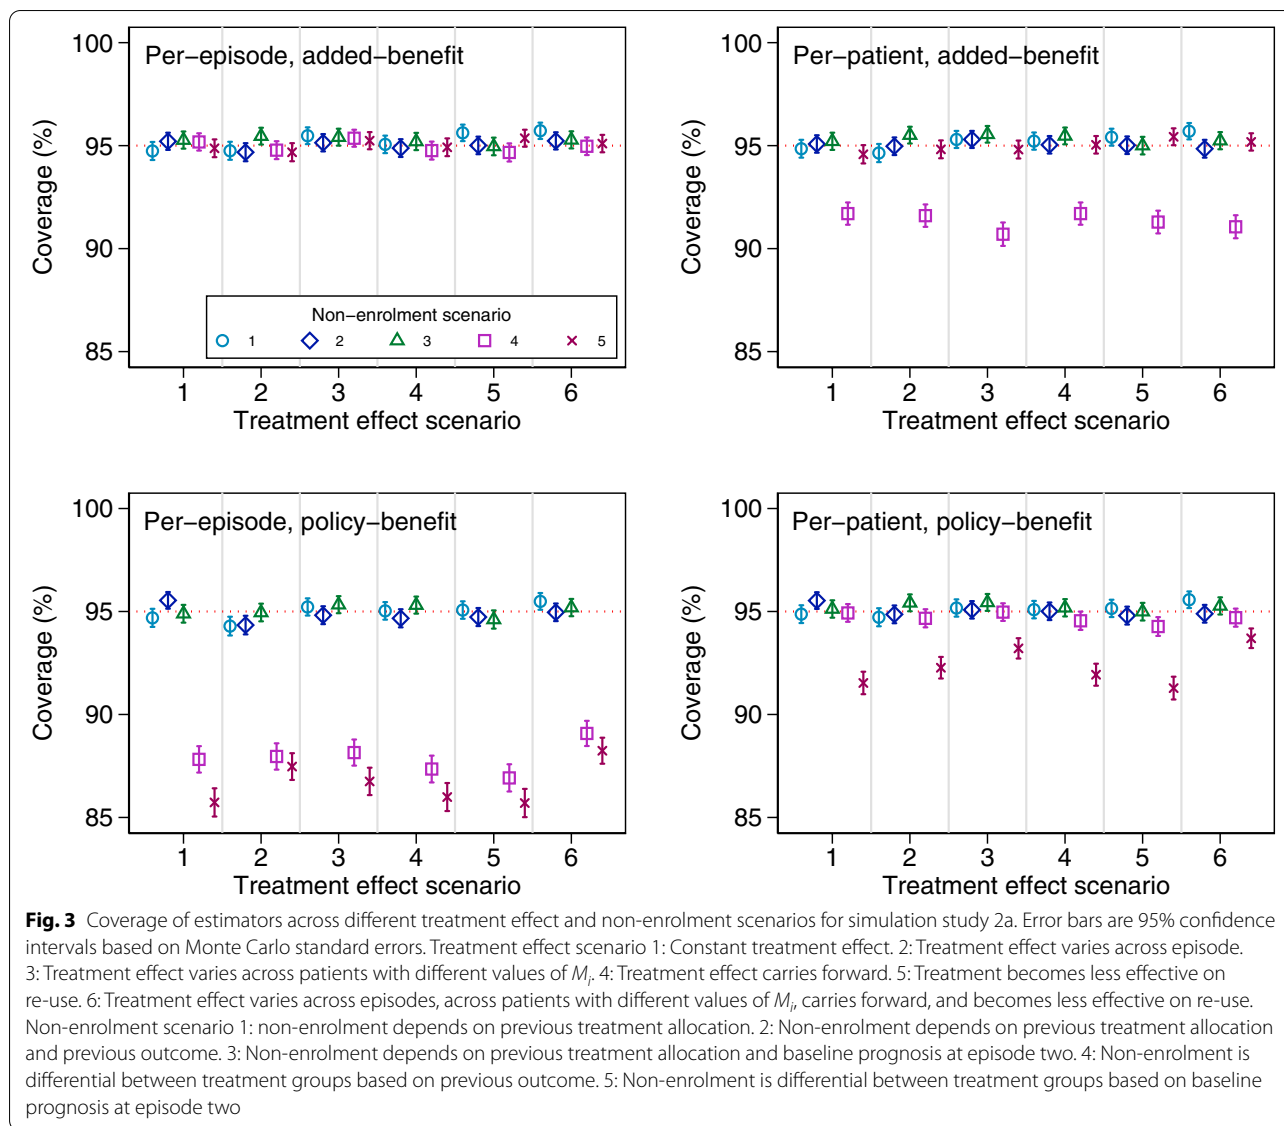 100
95
90
85
Coverage (%)
Per−episode, added−benefit
Non−enrolment scenario
1 2 3 4 5
1 2 3 4 5 6
Treatment effect scenario
100
95
90
85
Coverage (%)
Per−patient, added−benefit
1 2 3 4 5 6
Treatment effect scenario
100
95
90
85
Coverage (%)
Per−episode, policy−benefit
1 2 3 4 5 6
Treatment effect scenario
100
95
90
85
Coverage (%)
Per−patient, policy−benefit
1 2 3 4 5 6
Treatment effect scenario
Fig. 3 Coverage of estimators across different treatment effect and non-enrolment scenarios for simulation study 2a. Error bars are 95% confidence
intervals based on Monte Carlo standard errors. Treatment effect scenario 1: Constant treatment effect. 2: Treatment effect varies across episode.
3: Treatment effect varies across patients with different values of Mi. 4: Treatment effect carries forward. 5: Treatment becomes less effective on
re-use. 6: Treatment effect varies across episodes, across patients with different values of Mi, carries forward, and becomes less effective on re-use.
Non-enrolment scenario 1: non-enrolment depends on previous treatment allocation. 2: Non-enrolment depends on previous treatment allocation
and previous outcome. 3: Non-enrolment depends on previous treatment allocation and baseline prognosis at episode two. 4: Non-enrolment is
differential between treatment groups based on previous outcome. 5: Non-enrolment is differential between treatment groups based on baseline
prognosis at episode two